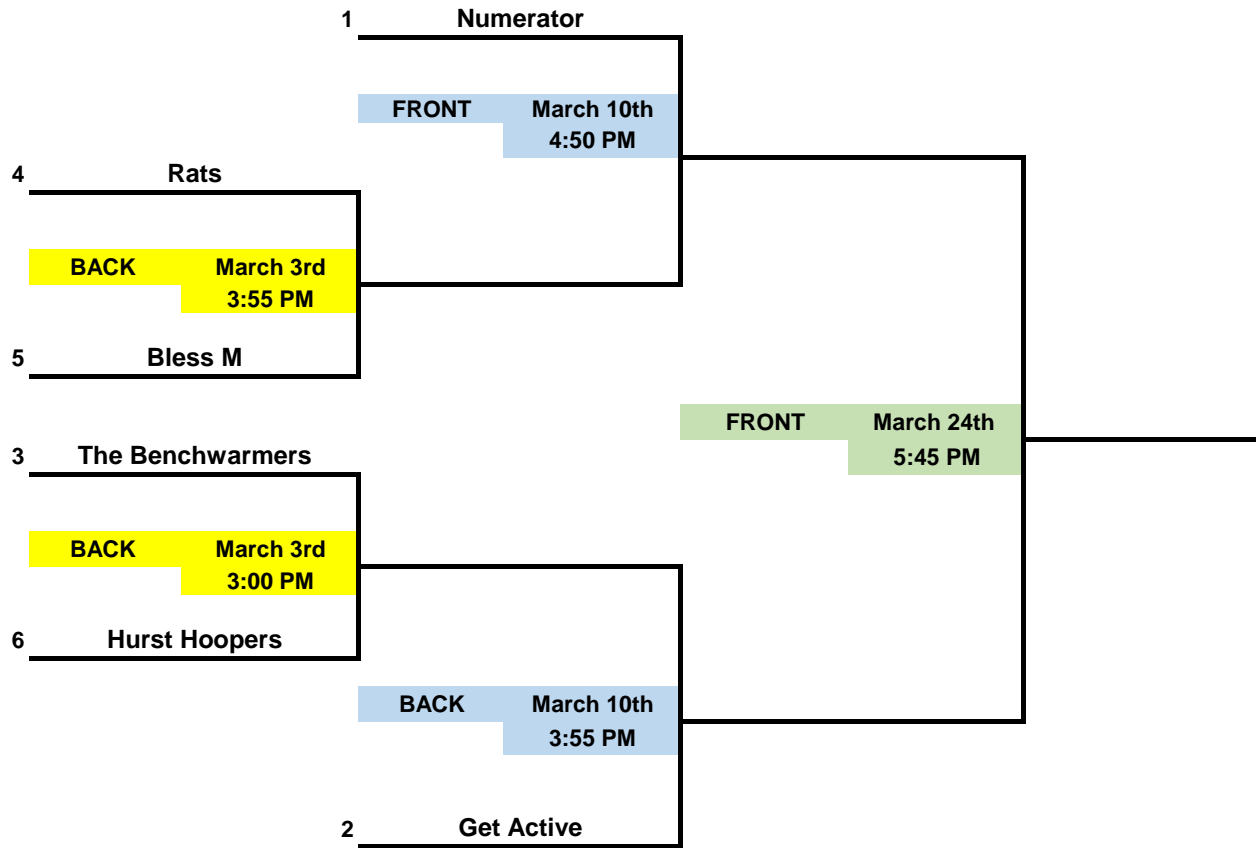 1 Numerator
FRONT March 10th
4:50 PM
4 Rats
BACK March 3rd
3:55 PM
5 Bless M
FRONT March 24th
5:45 PM
3 The Benchwarmers
BACK March 3rd
3:00 PM
6 Hurst Hoopers
BACK March 10th
3:55 PM
2 Get Active